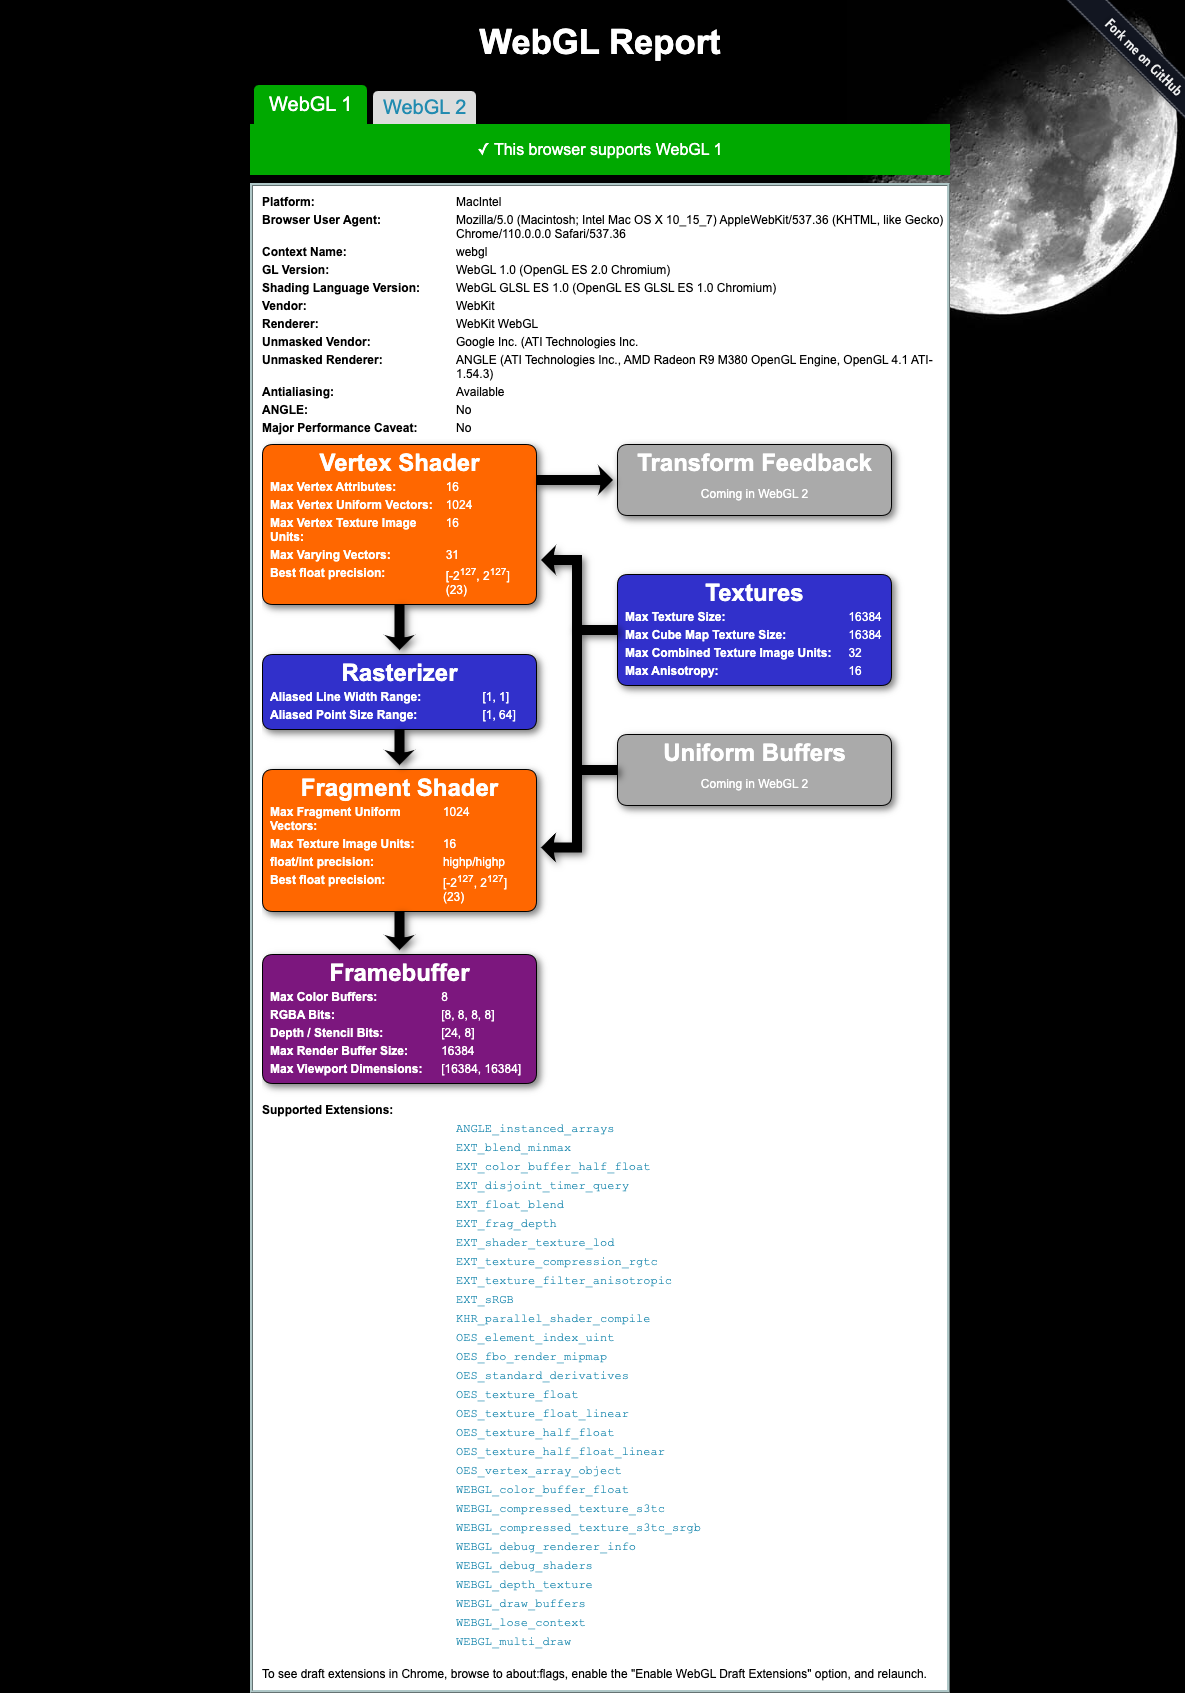 WebGL Report
Fork me on GitHub
WebGL 1 WebGL 2
✓ This browser supports WebGL 1
Platform: MacIntel
Browser User Agent: Mozilla/5.0 (Macintosh; Intel Mac OS X 10_15_7) AppleWebKit/537.36 (KHTML, like Gecko)
Chrome/110.0.0.0 Safari/537.36
Context Name: webgl
GL Version: WebGL 1.0 (OpenGL ES 2.0 Chromium)
Shading Language Version: WebGL GLSL ES 1.0 (OpenGL ES GLSL ES 1.0 Chromium)
Vendor: WebKit
Renderer: WebKit WebGL
Unmasked Vendor: Google Inc. (ATI Technologies Inc.
Unmasked Renderer: ANGLE (ATI Technologies Inc., AMD Radeon R9 M380 OpenGL Engine, OpenGL 4.1 ATI-
1.54.3)
Antialiasing: Available
ANGLE: No
Major Performance Caveat: No
Vertex Shader
Max Vertex Attributes: 16
Max Vertex Uniform Vectors: 1024
Max Vertex Texture Image 16
Units:
Max Varying Vectors: 31
Best float precision: [-2^127, 2^127]
(23)
Transform Feedback
Coming in WebGL 2
Textures
Max Texture Size: 16384
Max Cube Map Texture Size: 16384
Max Combined Texture Image Units: 32
Max Anisotropy: 16
Rasterizer
Aliased Line Width Range: [1, 1]
Aliased Point Size Range: [1, 64]
Uniform Buffers
Coming in WebGL 2
Fragment Shader
Max Fragment Uniform 1024
Vectors:
Max Texture Image Units: 16
float/int precision: highp/highp
Best float precision: [-2^127, 2^127]
(23)
Framebuffer
Max Color Buffers: 8
RGBA Bits: [8, 8, 8, 8]
Depth / Stencil Bits: [24, 8]
Max Render Buffer Size: 16384
Max Viewport Dimensions: [16384, 16384]
Supported Extensions:
ANGLE_instanced_arrays
EXT_blend_minmax
EXT_color_buffer_half_float
EXT_disjoint_timer_query
EXT_float_blend
EXT_frag_depth
EXT_shader_texture_lod
EXT_texture_compression_rgtc
EXT_texture_filter_anisotropic
EXT_sRGB
KHR_parallel_shader_compile
OES_element_index_uint
OES_fbo_render_mipmap
OES_standard_derivatives
OES_texture_float
OES_texture_float_linear
OES_texture_half_float
OES_texture_half_float_linear
OES_vertex_array_object
WEBGL_color_buffer_float
WEBGL_compressed_texture_s3tc
WEBGL_compressed_texture_s3tc_srgb
WEBGL_debug_renderer_info
WEBGL_debug_shaders
WEBGL_depth_texture
WEBGL_draw_buffers
WEBGL_lose_context
WEBGL_multi_draw
To see draft extensions in Chrome, browse to about:flags, enable the "Enable WebGL Draft Extensions" option, and relaunch.